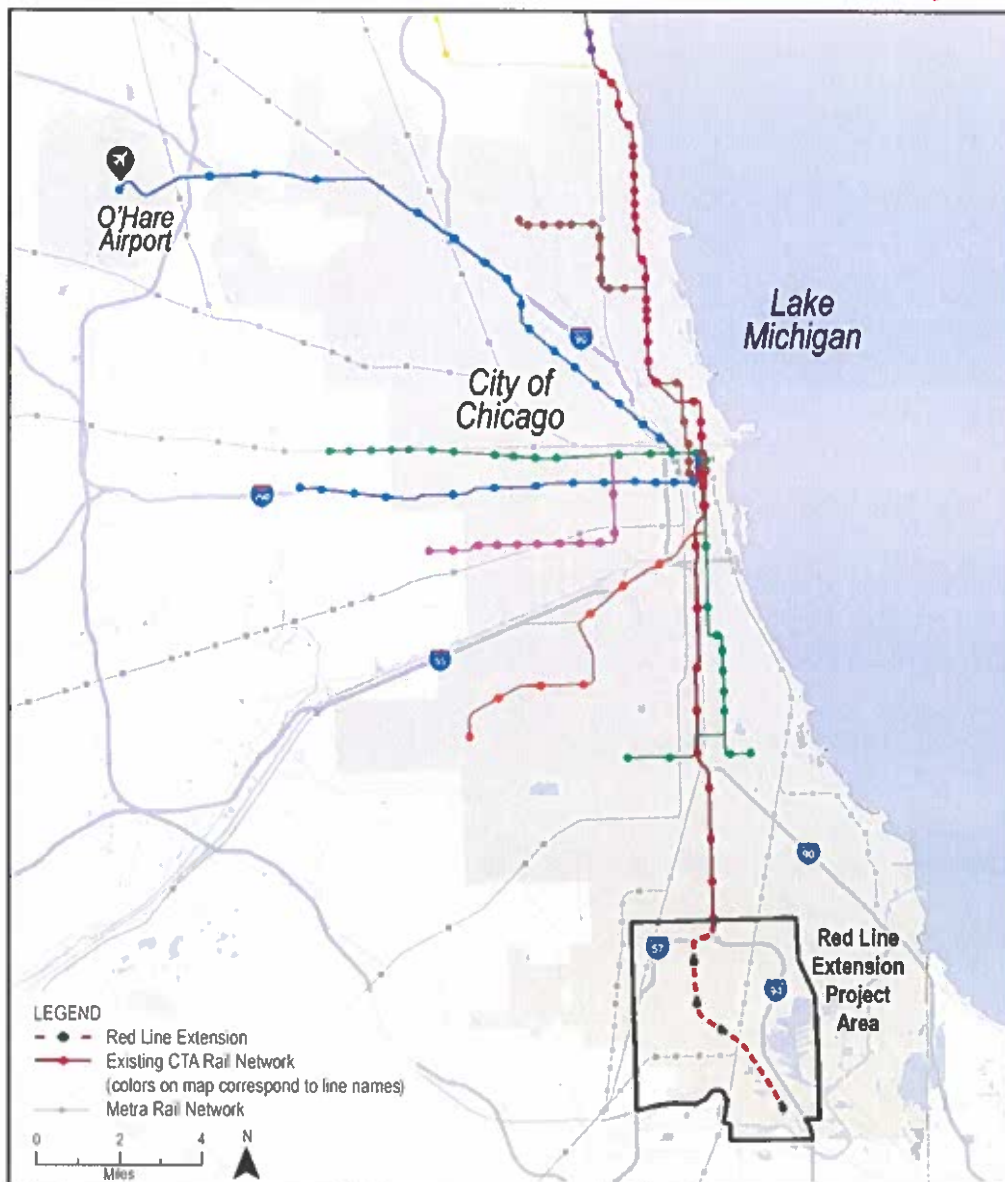 O'Hare
Airport
90
Lake
Michigan
City of
Chicago
290
55
90
57
94
Red Line
Extension
Project
Area
LEGEND
Red Line Extension
Existing CTA Rail Network
(colors on map correspond to line names)
Metra Rail Network
0 2 4
Miles
N